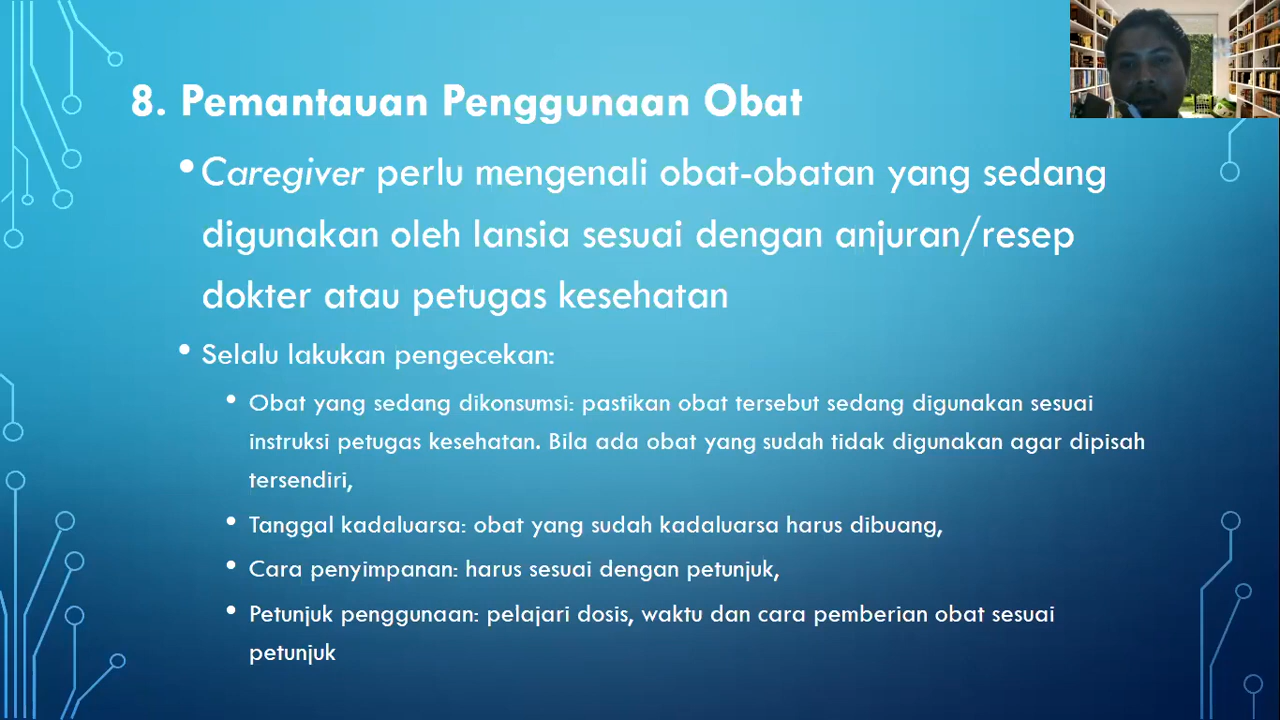 8. Pemantauan Penggunaan Obat
•Caregiver perlu mengenali obat-obatan yang sedang
digunakan oleh lansia sesuai dengan anjuran/resep
dokter atau petugas kesehatan
• Selalu lakukan pengecekan:
• Obat yang sedang dikonsumsi: pastikan obat tersebut sedang digunakan sesuai
instruksi petugas kesehatan. Bila ada obat yang sudah tidak digunakan agar dipisah
tersendiri,
• Tanggal kadaluarsa: obat yang sudah kadaluarsa harus dibuang,
• Cara penyimpanan: harus sesuai dengan petunjuk,
• Petunjuk penggunaan: pelajari dosis, waktu dan cara pemberian obat sesuai
petunjuk